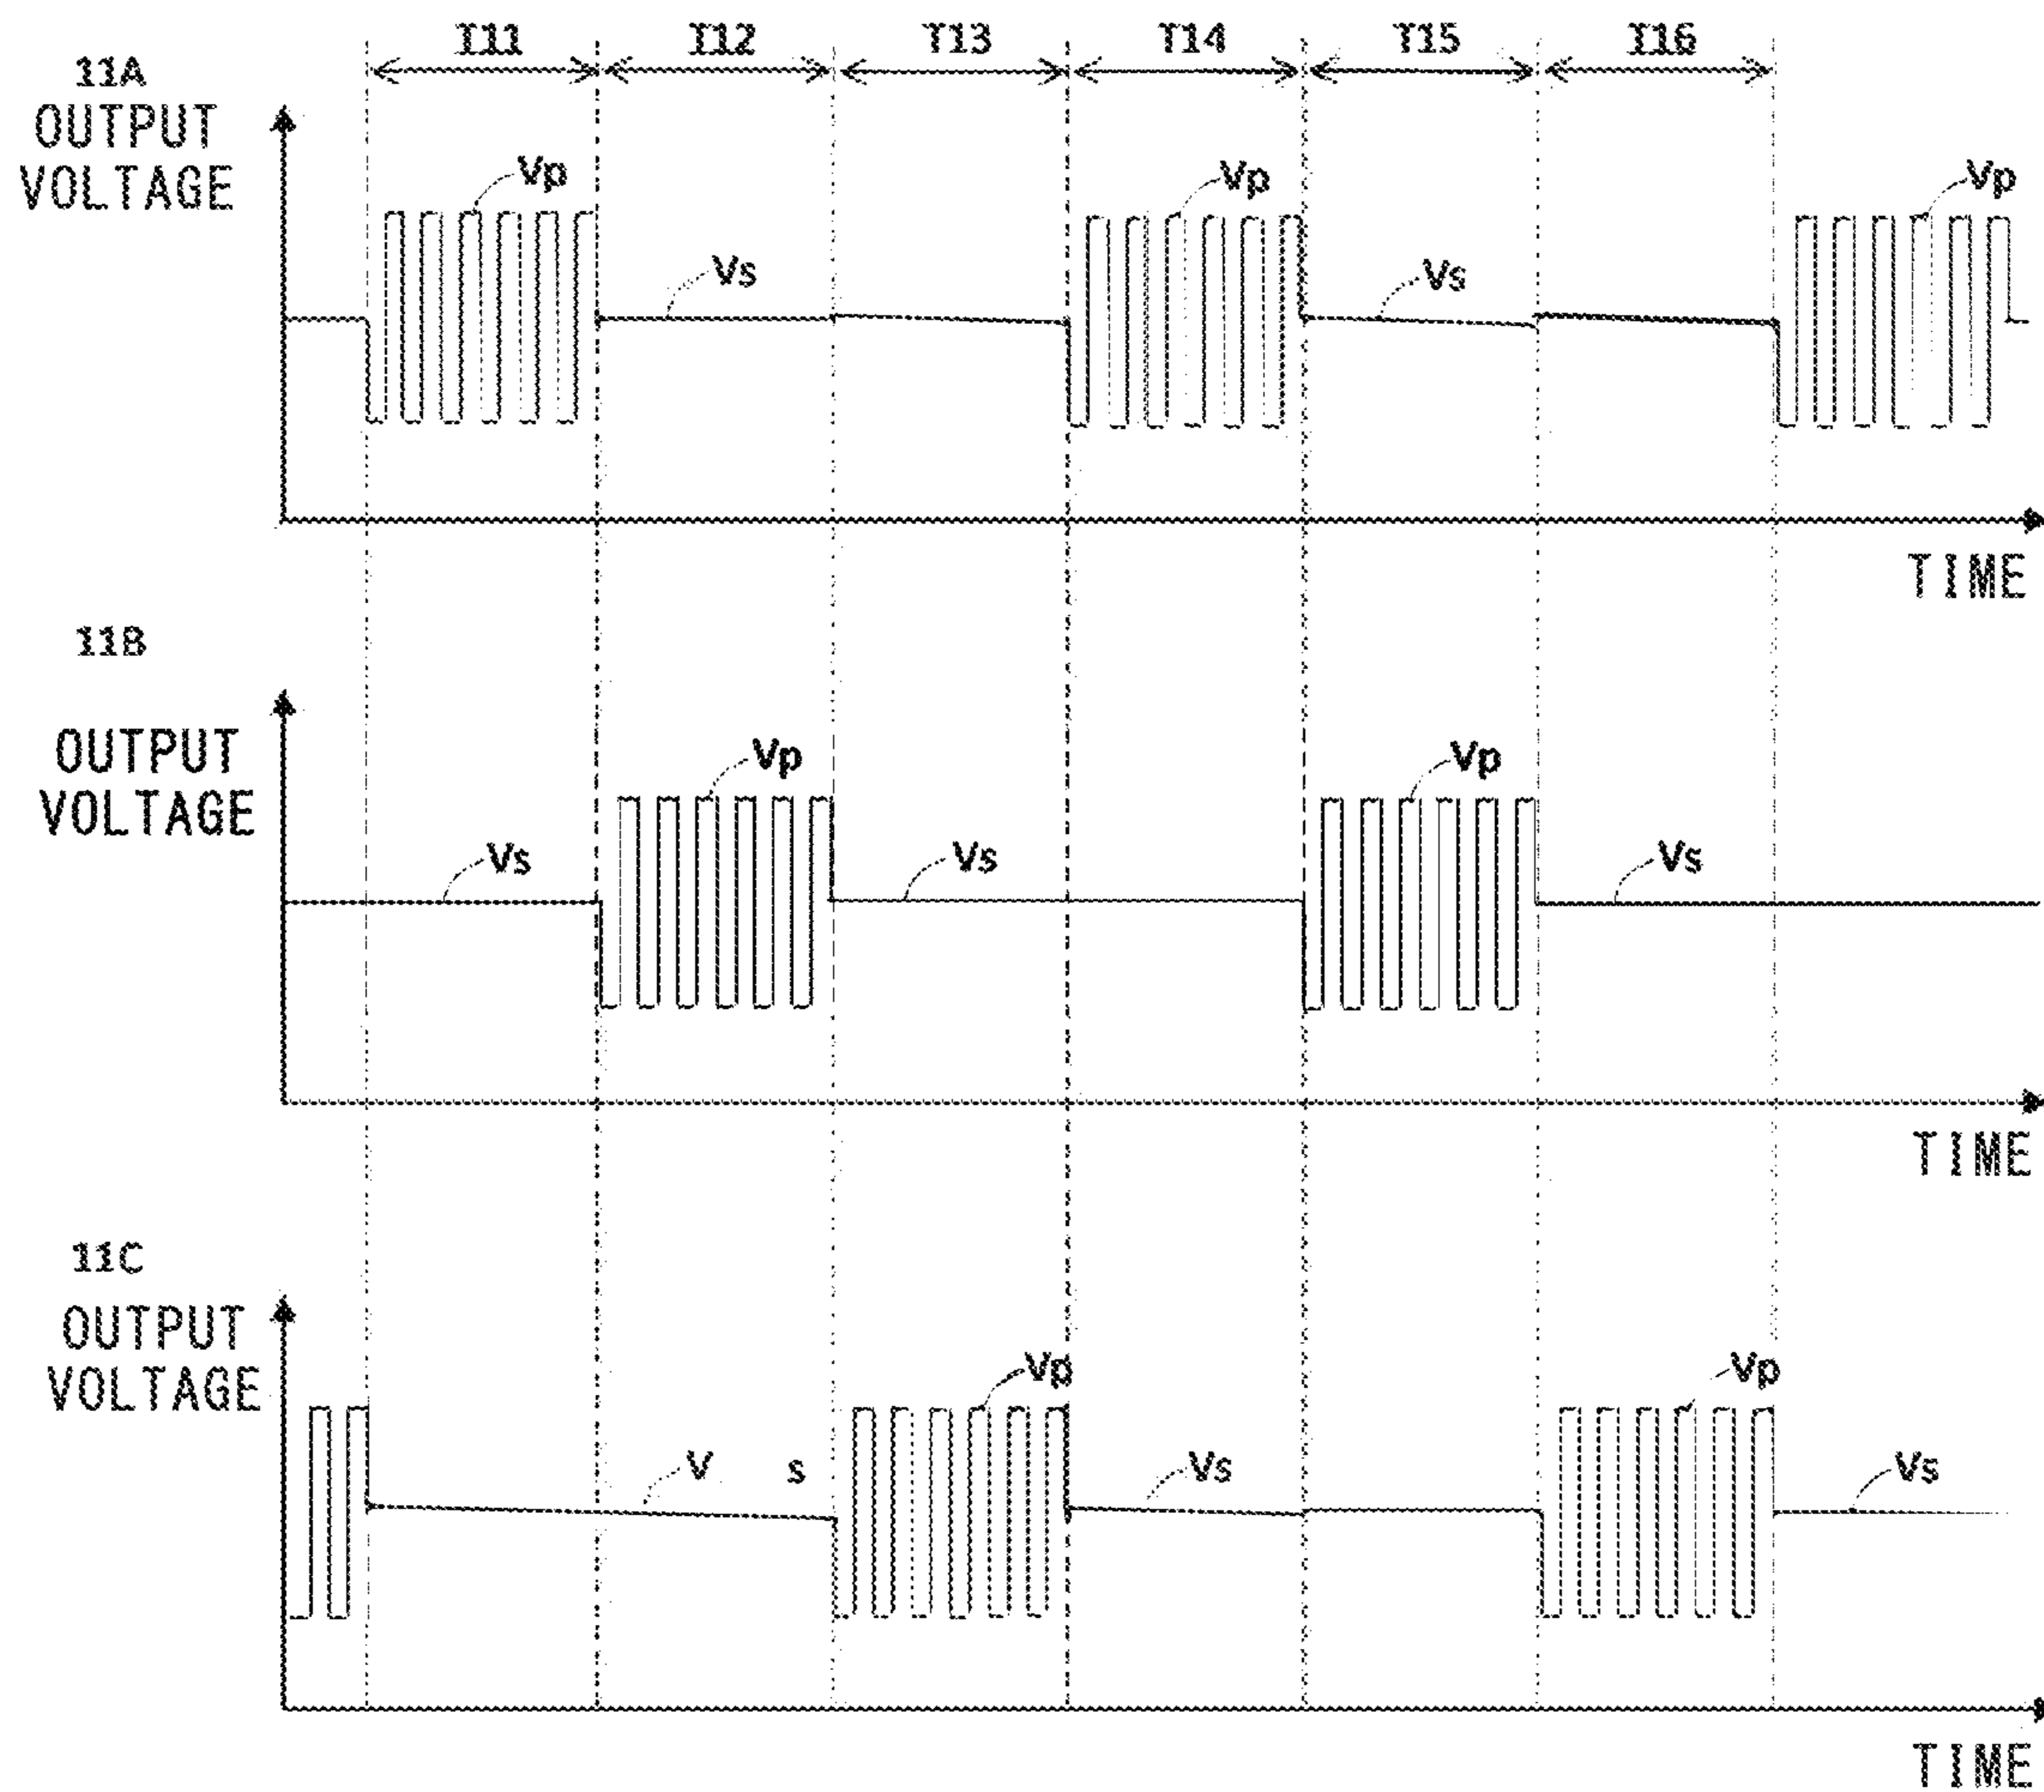 T11 T12 T13 T14 T15 T16
11A
OUTPUT
VOLTAGE
Vp Vp Vp
Vs Vs
TIME
11B
OUTPUT
VOLTAGE
Vp Vp
Vs Vs Vs
TIME
11C
OUTPUT
VOLTAGE
Vp Vp
V s Vs Vs
TIME